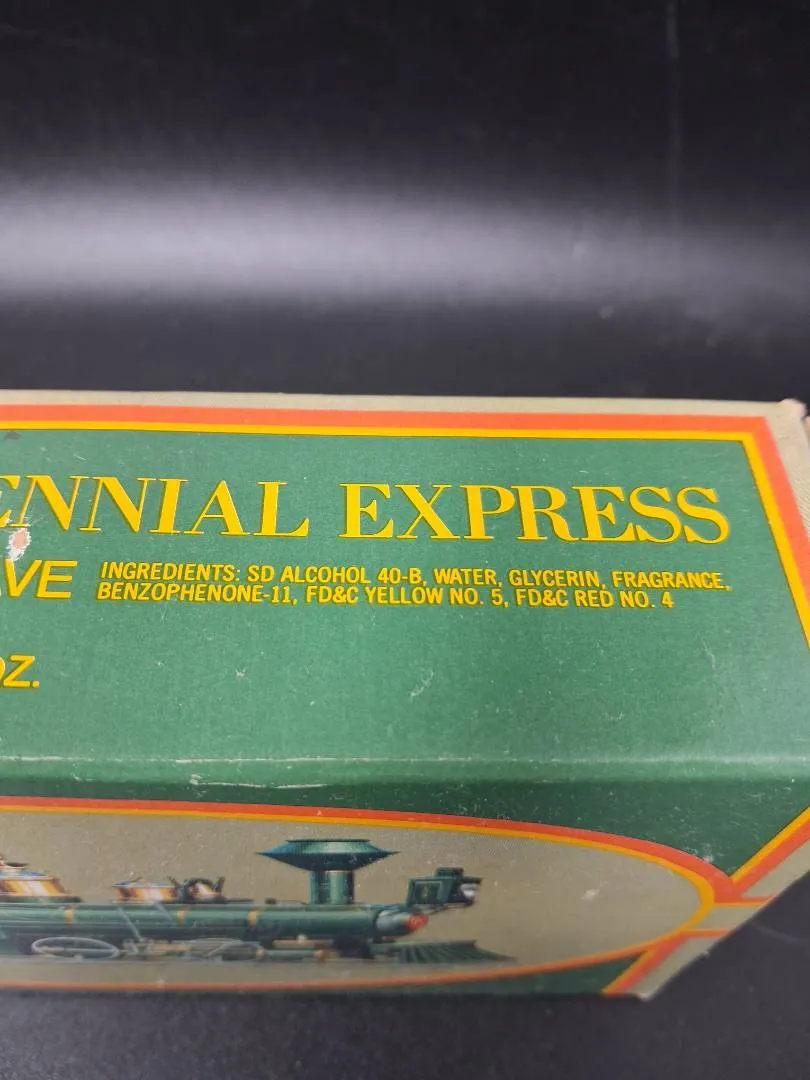 ENNIAL EXPRESS
AVE
INGREDIENTS: SD ALCOHOL 40-B, WATER, GLYCERIN, FRAGRANCE,
BENZOPHENONE-11, FD&C YELLOW NO. 5, FD&C RED NO. 4
OZ.